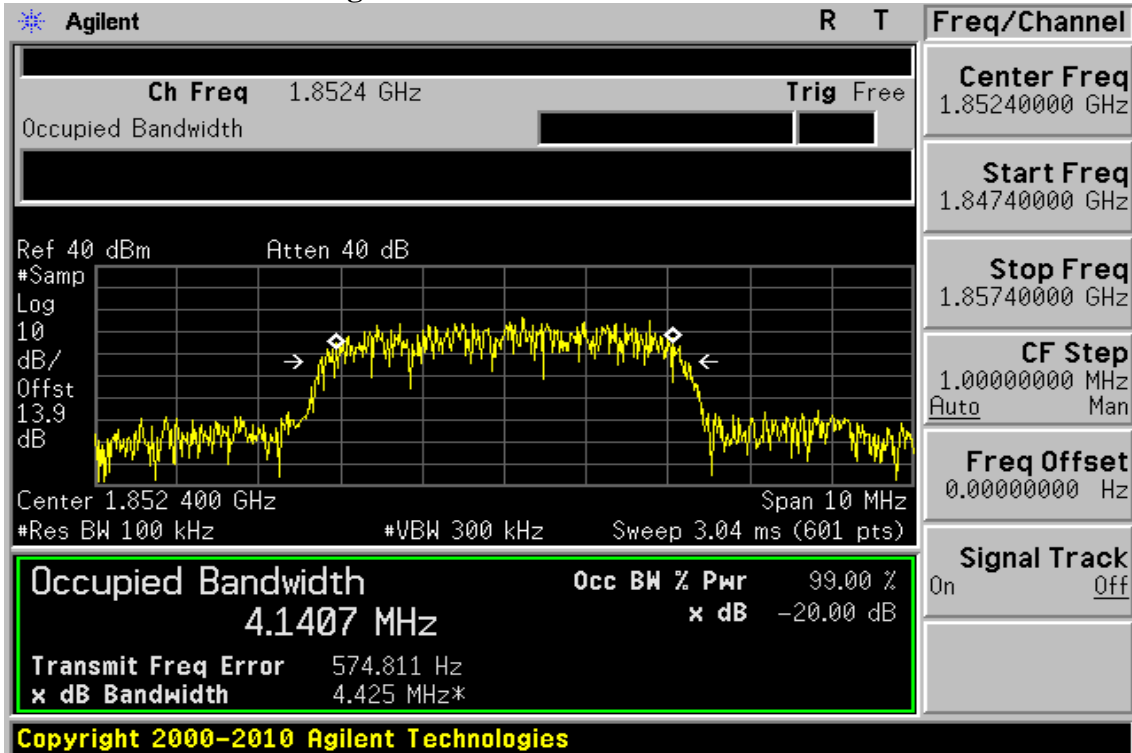 Agilent R T Freq/Channel
Ch Freq 1.8524 GHz Trig Free
Occupied Bandwidth
Center Freq
1.85240000 GHz
Start Freq
1.84740000 GHz
Stop Freq
1.85740000 GHz
CF Step
1.00000000 MHz
Auto Man
Freq Offset
0.00000000 Hz
Signal Track
On Off
Ref 40 dBm Atten 40 dB
#Samp
Log
10
dB/
Offst
13.9
dB
Center 1.852 400 GHz Span 10 MHz
#Res BW 100 kHz #VBW 300 kHz Sweep 3.04 ms (601 pts)
Occupied Bandwidth Occ BW % Pwr 99.00 %
4.1407 MHz x dB -20.00 dB
Transmit Freq Error 574.811 Hz
x dB Bandwidth 4.425 MHz*
Copyright 2000-2010 Agilent Technologies